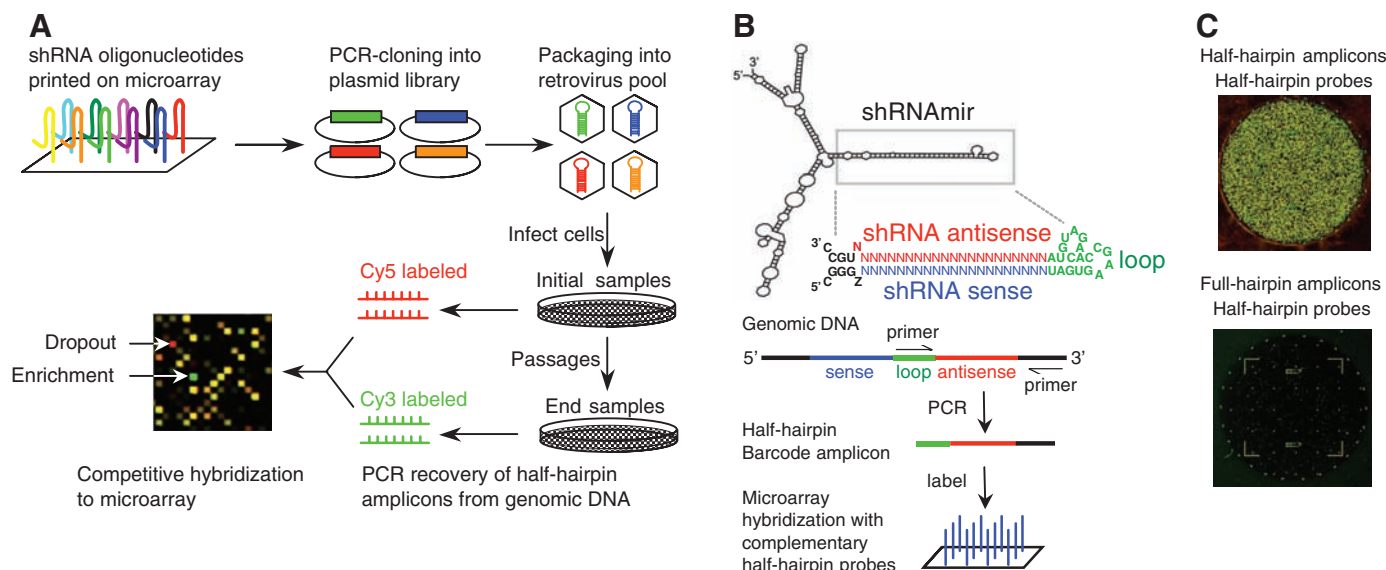 A
shRNA oligonucleotides
printed on microarray
PCR-cloning into
plasmid library
Packaging into
retrovirus pool
Infect cells
Cy5 labeled
Initial samples
Dropout
Enrichment
Passages
Cy3 labeled
End samples
Competitive hybridization
to microarray
PCR recovery of half-hairpin
amplicons from genomic DNA
B
3'
5'
shRNAmir
3'
C
CGU
N
shRNA antisense
NNNNNNNNNNNNNNNNNNNNNN
AUCAC
G
U
A
G
A
C
C
G
A
A
loop
GGG
C
5'
Z
NNNNNNNNNNNNNNNNNNNNNN
UAGUG
shRNA sense
Genomic DNA
primer
5'
3'
sense
loop
antisense
primer
PCR
Half-hairpin
Barcode amplicon
label
Microarray
hybridization with
complementary
half-hairpin probes
C
Half-hairpin amplicons
Half-hairpin probes
Full-hairpin amplicons
Half-hairpin probes